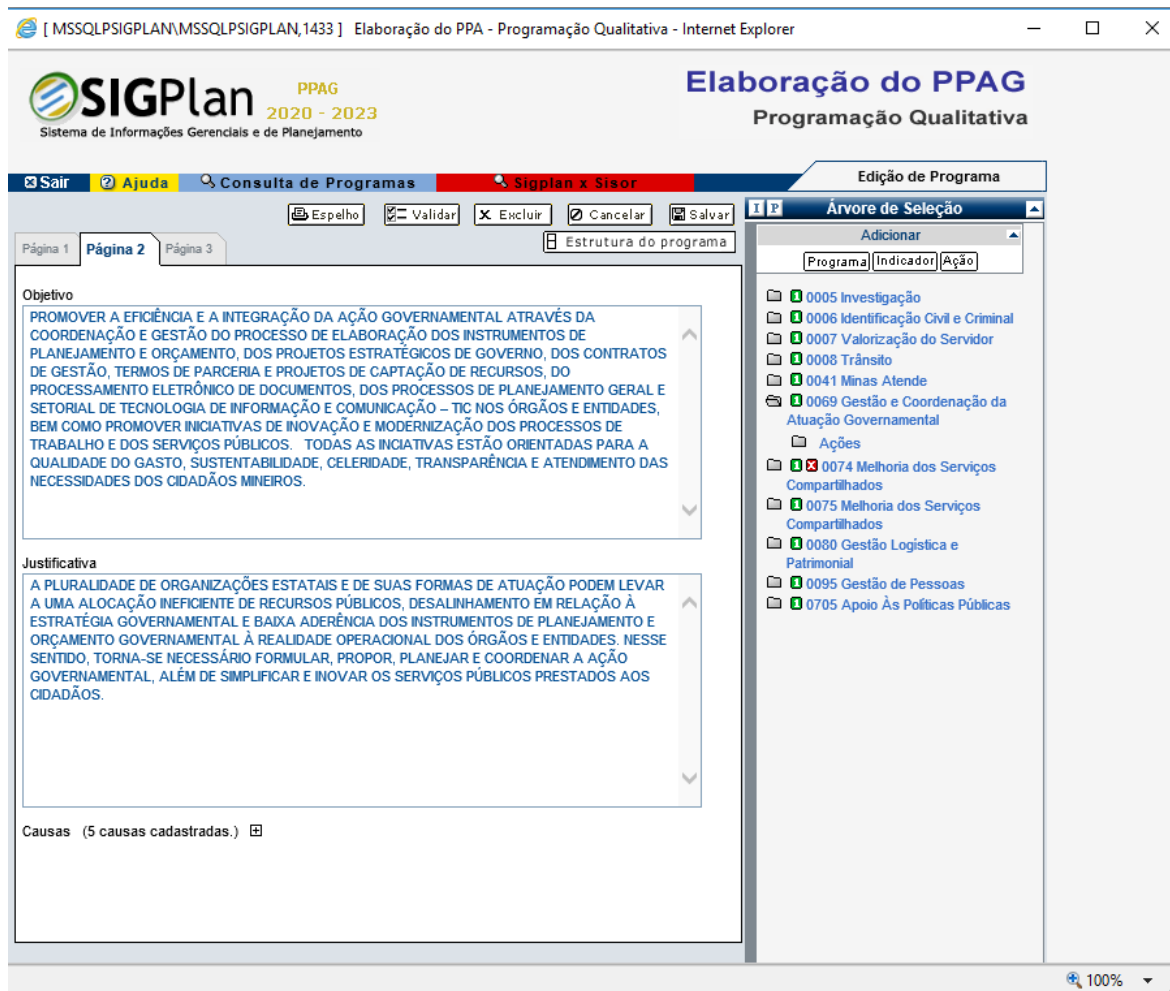 [ MSSQLPSIGPLAN\MSSQLPSIGPLAN,1433 ] Elaboração do PPA - Programação Qualitativa - Internet Explorer
SIGPlan
PPAG
2020 - 2023
Sistema de Informações Gerenciais e de Planejamento
Elaboração do PPAG
Programação Qualitativa
Sair
Ajuda
Consulta de Programas
Sigplan x Sisor
Edição de Programa
Espelho
Validar
Excluir
Cancelar
Salvar
Estrutura do programa
Página 1
Página 2
Página 3
Objetivo
PROMOVER A EFICIÊNCIA E A INTEGRAÇÃO DA AÇÃO GOVERNAMENTAL ATRAVÉS DA
COORDENAÇÃO E GESTÃO DO PROCESSO DE ELABORAÇÃO DOS INSTRUMENTOS DE
PLANEJAMENTO E ORÇAMENTO, DOS PROJETOS ESTRATÉGICOS DE GOVERNO, DOS CONTRATOS
DE GESTÃO, TERMOS DE PARCERIA E PROJETOS DE CAPTAÇÃO DE RECURSOS, DO
PROCESSAMENTO ELETRÔNICO DE DOCUMENTOS, DOS PROCESSOS DE PLANEJAMENTO GERAL E
SETORIAL DE TECNOLOGIA DE INFORMAÇÃO E COMUNICAÇÃO – TIC NOS ÓRGÃOS E ENTIDADES,
BEM COMO PROMOVER INICIATIVAS DE INOVAÇÃO E MODERNIZAÇÃO DOS PROCESSOS DE
TRABALHO E DOS SERVIÇOS PÚBLICOS. TODAS AS INCIATIVAS ESTÃO ORIENTADAS PARA A
QUALIDADE DO GASTO, SUSTENTABILIDADE, CELERIDADE, TRANSPARÊNCIA E ATENDIMENTO DAS
NECESSIDADES DOS CIDADÃOS MINEIROS.
Justificativa
A PLURALIDADE DE ORGANIZAÇÕES ESTATAIS E DE SUAS FORMAS DE ATUAÇÃO PODEM LEVAR
A UMA ALOCAÇÃO INEFICIENTE DE RECURSOS PÚBLICOS, DESALINHAMENTO EM RELAÇÃO À
ESTRATÉGIA GOVERNAMENTAL E BAIXA ADERÊNCIA DOS INSTRUMENTOS DE PLANEJAMENTO E
ORÇAMENTO GOVERNAMENTAL À REALIDADE OPERACIONAL DOS ÓRGÃOS E ENTIDADES. NESSE
SENTIDO, TORNA-SE NECESSÁRIO FORMULAR, PROPOR, PLANEJAR E COORDENAR A AÇÃO
GOVERNAMENTAL, ALÉM DE SIMPLIFICAR E INOVAR OS SERVIÇOS PÚBLICOS PRESTADOS AOS
CIDADÃOS.
Causas (5 causas cadastradas.)
I P Árvore de Seleção
Adicionar
Programa Indicador Ação
1 0005 Investigação
1 0006 Identificação Civil e Criminal
1 0007 Valorização do Servidor
1 0008 Trânsito
1 0041 Minas Atende
1 0069 Gestão e Coordenação da
Atuação Governamental
Ações
1 X 0074 Melhoria dos Serviços
Compartilhados
1 0075 Melhoria dos Serviços
Compartilhados
1 0080 Gestão Logística e
Patrimonial
1 0095 Gestão de Pessoas
1 0705 Apoio Às Políticas Públicas
100%